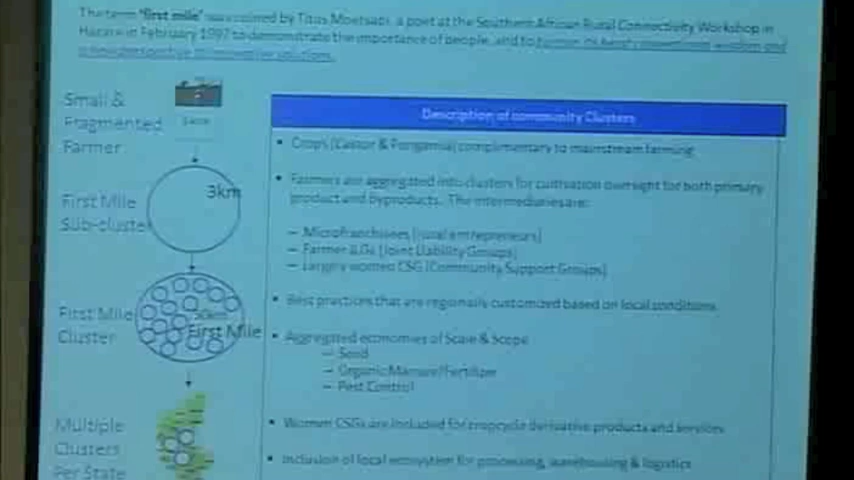 The term "first mile" was coined by Titus Moetsabi, a poet at the Southern African Rural Connectivity Workshop in
Harare in February 1997 to demonstrate the importance of people, and to
Small &
Fragmented
Farmer
First Mile
Sub-cluster
3km
First Mile
Cluster
First Mile
Multiple
Clusters
Per State
Description of community Clusters
• Crops (Castor & Pongamia) complimentary to mainstream farming
• Farmers are aggregated into clusters for cultivation oversight for both primary
product and byproducts. The intermediaries are:
– Microfranchisees (rural entrepreneurs)
– Farmer JLGs (Joint Liability Groups)
– Largely women CSG (Community Support Groups)
• Best practices that are regionally customized based on local conditions
• Aggregated economies of Scale & Scope
– Seed
– Organic Manure/Fertilizer
– Pest Control
• Women CSGs are included for cropcycle derivative products and services
• Inclusion of local ecosystem for processing, warehousing & logistics